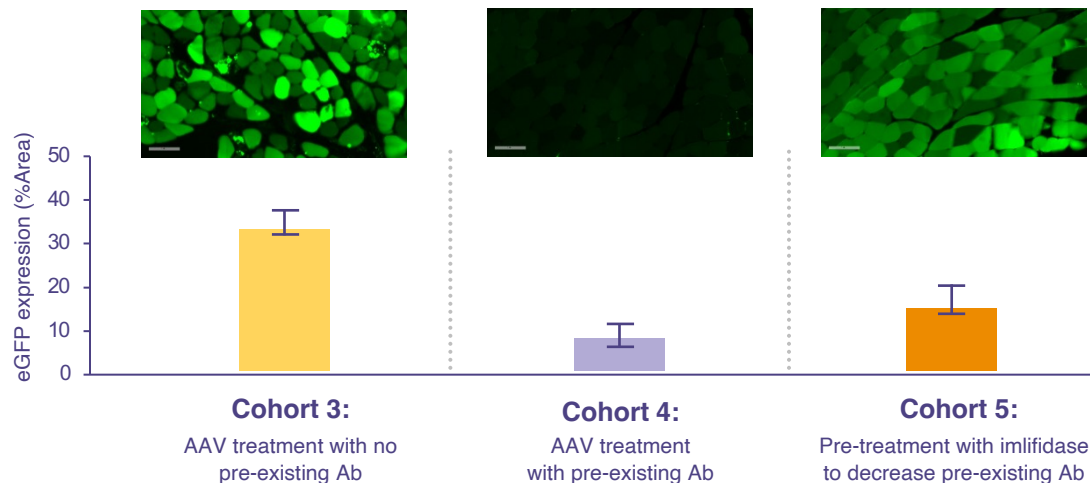 eGFP expression (%Area)
50
40
30
20
10
0
Cohort 3:
AAV treatment with no
pre-existing Ab
Cohort 4:
AAV treatment
with pre-existing Ab
Cohort 5:
Pre-treatment with imlifidase
to decrease pre-existing Ab